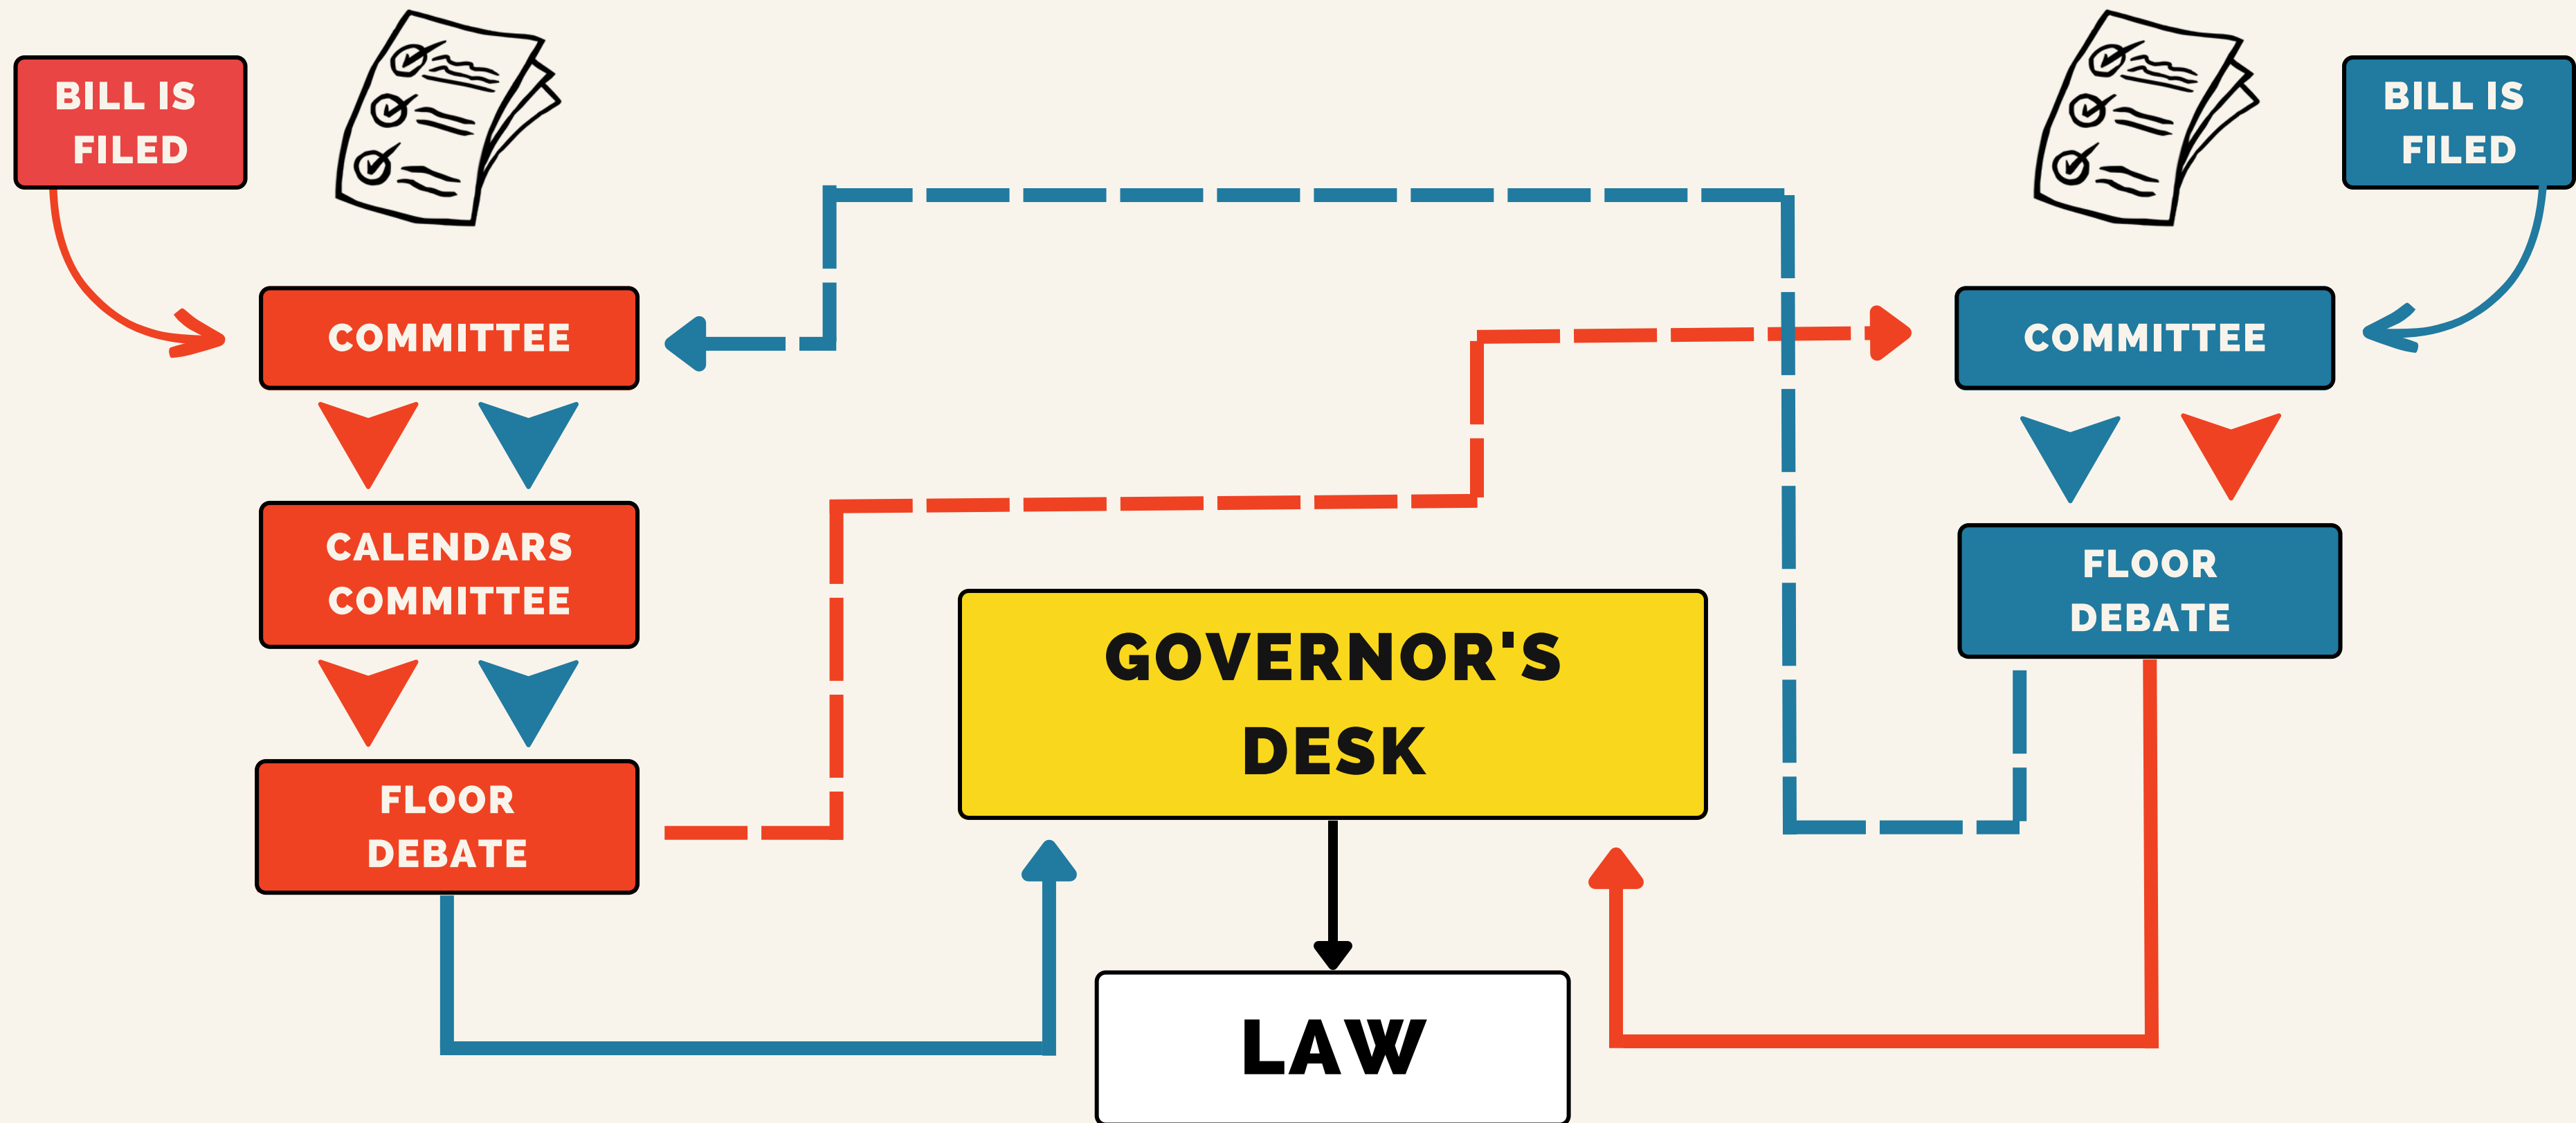 BILL IS
FILED
COMMITTEE
CALENDARS
COMMITTEE
FLOOR
DEBATE
GOVERNOR'S
DESK
LAW
BILL IS
FILED
COMMITTEE
FLOOR
DEBATE